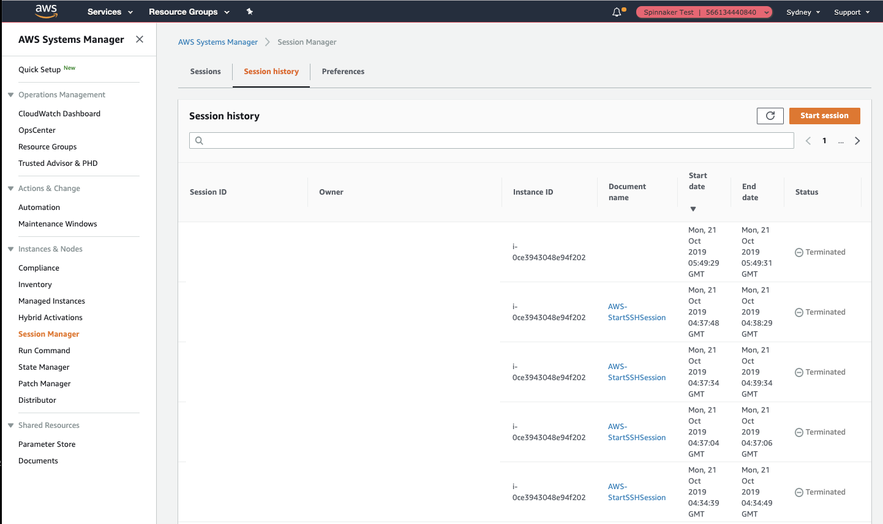 aws Services Resource Groups Spinnaker Test | 566134440840 Sydney Support
AWS Systems Manager
AWS Systems Manager > Session Manager
Quick Setup New
Operations Management
CloudWatch Dashboard
OpsCenter
Resource Groups
Trusted Advisor & PHD
Actions & Change
Automation
Maintenance Windows
Instances & Nodes
Compliance
Inventory
Managed Instances
Hybrid Activations
Session Manager
Run Command
State Manager
Patch Manager
Distributor
Shared Resources
Parameter Store
Documents
Sessions Session history Preferences
Session history
Start session
1 ...
Session ID
Owner
Instance ID
Document
name
Start
date
End
date
Status
i-
0ce3943048e94f202
Mon, 21
Oct
2019
05:49:29
GMT
Mon, 21
Oct
2019
05:49:31
GMT
Terminated
i-
0ce3943048e94f202
AWS-
StartSSHSession
Mon, 21
Oct
2019
04:37:48
GMT
Mon, 21
Oct
2019
04:38:29
GMT
Terminated
i-
0ce3943048e94f202
AWS-
StartSSHSession
Mon, 21
Oct
2019
04:37:34
GMT
Mon, 21
Oct
2019
04:39:34
GMT
Terminated
i-
0ce3943048e94f202
AWS-
StartSSHSession
Mon, 21
Oct
2019
04:37:04
GMT
Mon, 21
Oct
2019
04:37:06
GMT
Terminated
i-
0ce3943048e94f202
AWS-
StartSSHSession
Mon, 21
Oct
2019
04:34:39
GMT
Mon, 21
Oct
2019
04:34:49
GMT
Terminated